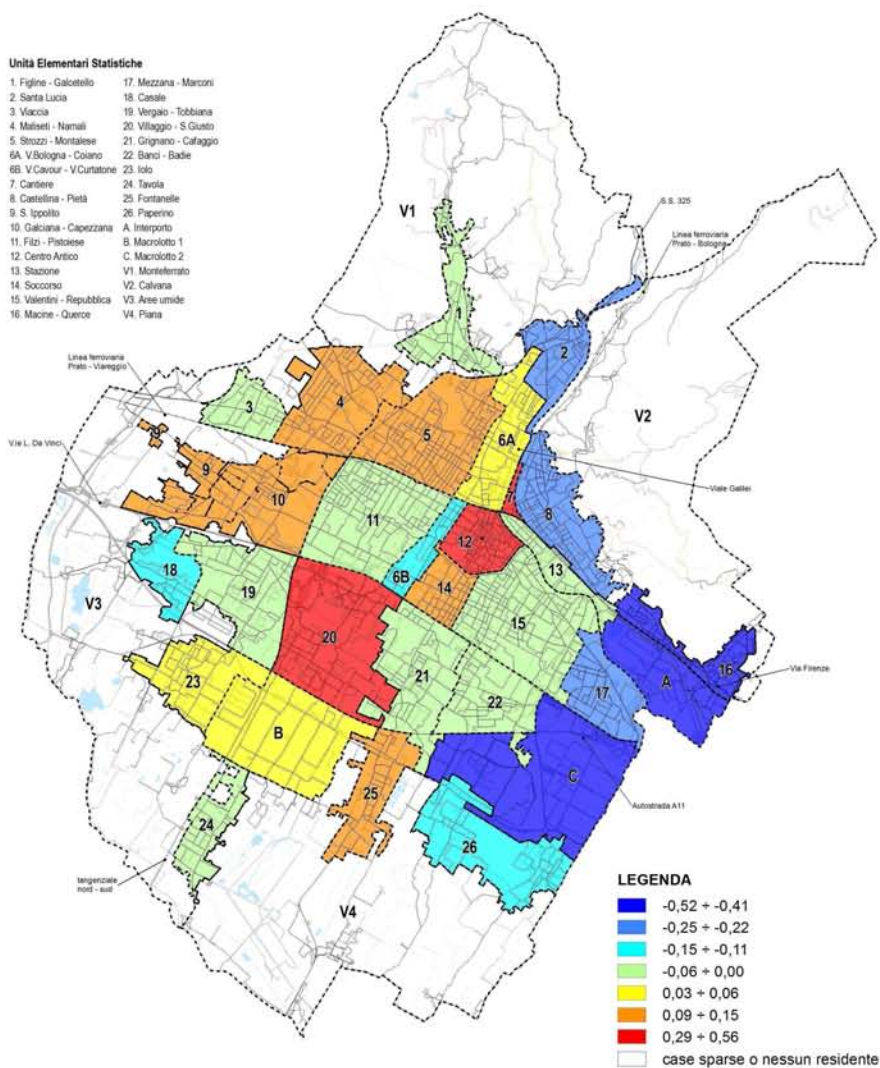 Unità Elementari Statistiche
1. Figline - Galcetello
2. Santa Lucia
3. Viaccia
4. Maliseti - Narnali
5. Strozzi - Montalese
6A. V.Bologna - Coiano
6B. V.Cavour - V.Curtatone
7. Cantiere
8. Castellina - Pietà
9. S. Ippolito
10. Galciana - Capezzana
11. Filzi - Pistoiese
12. Centro Antico
13. Stazione
14. Soccorso
15. Valentini - Repubblica
16. Macine - Querce
17. Mezzana - Marconi
18. Casale
19. Vergaio - Tobbiana
20. Villaggio - S.Giusto
21. Grignano - Cafaggio
22. Banci - Badie
23. Iolo
24. Tavola
25. Fontanelle
26. Paperino
A. Interporto
B. Macrolotto 1
C. Macrolotto 2
V1. Monteferrato
V2. Calvana
V3. Aree umide
V4. Piana
V1
S.S. 325
Linea ferroviaria
Prato - Bologna
1
2
Linea ferroviaria
Prato - Viareggio
3
4
5
6A
V2
9
V.le L. Da Vinci
9
10
Viale Galilei
11
8
12
13
18
6B
14
19
V3
15
20
A
16
Via Firenze
21
17
23
22
B
C
25
Autostrada A11
24
26
tangenziale
nord - sud
V4
LEGENDA
-0,52 ÷ -0,41
-0,25 ÷ -0,22
-0,15 ÷ -0,11
-0,06 ÷ 0,00
0,03 ÷ 0,06
0,09 ÷ 0,15
0,29 ÷ 0,56
case sparse o nessun residente